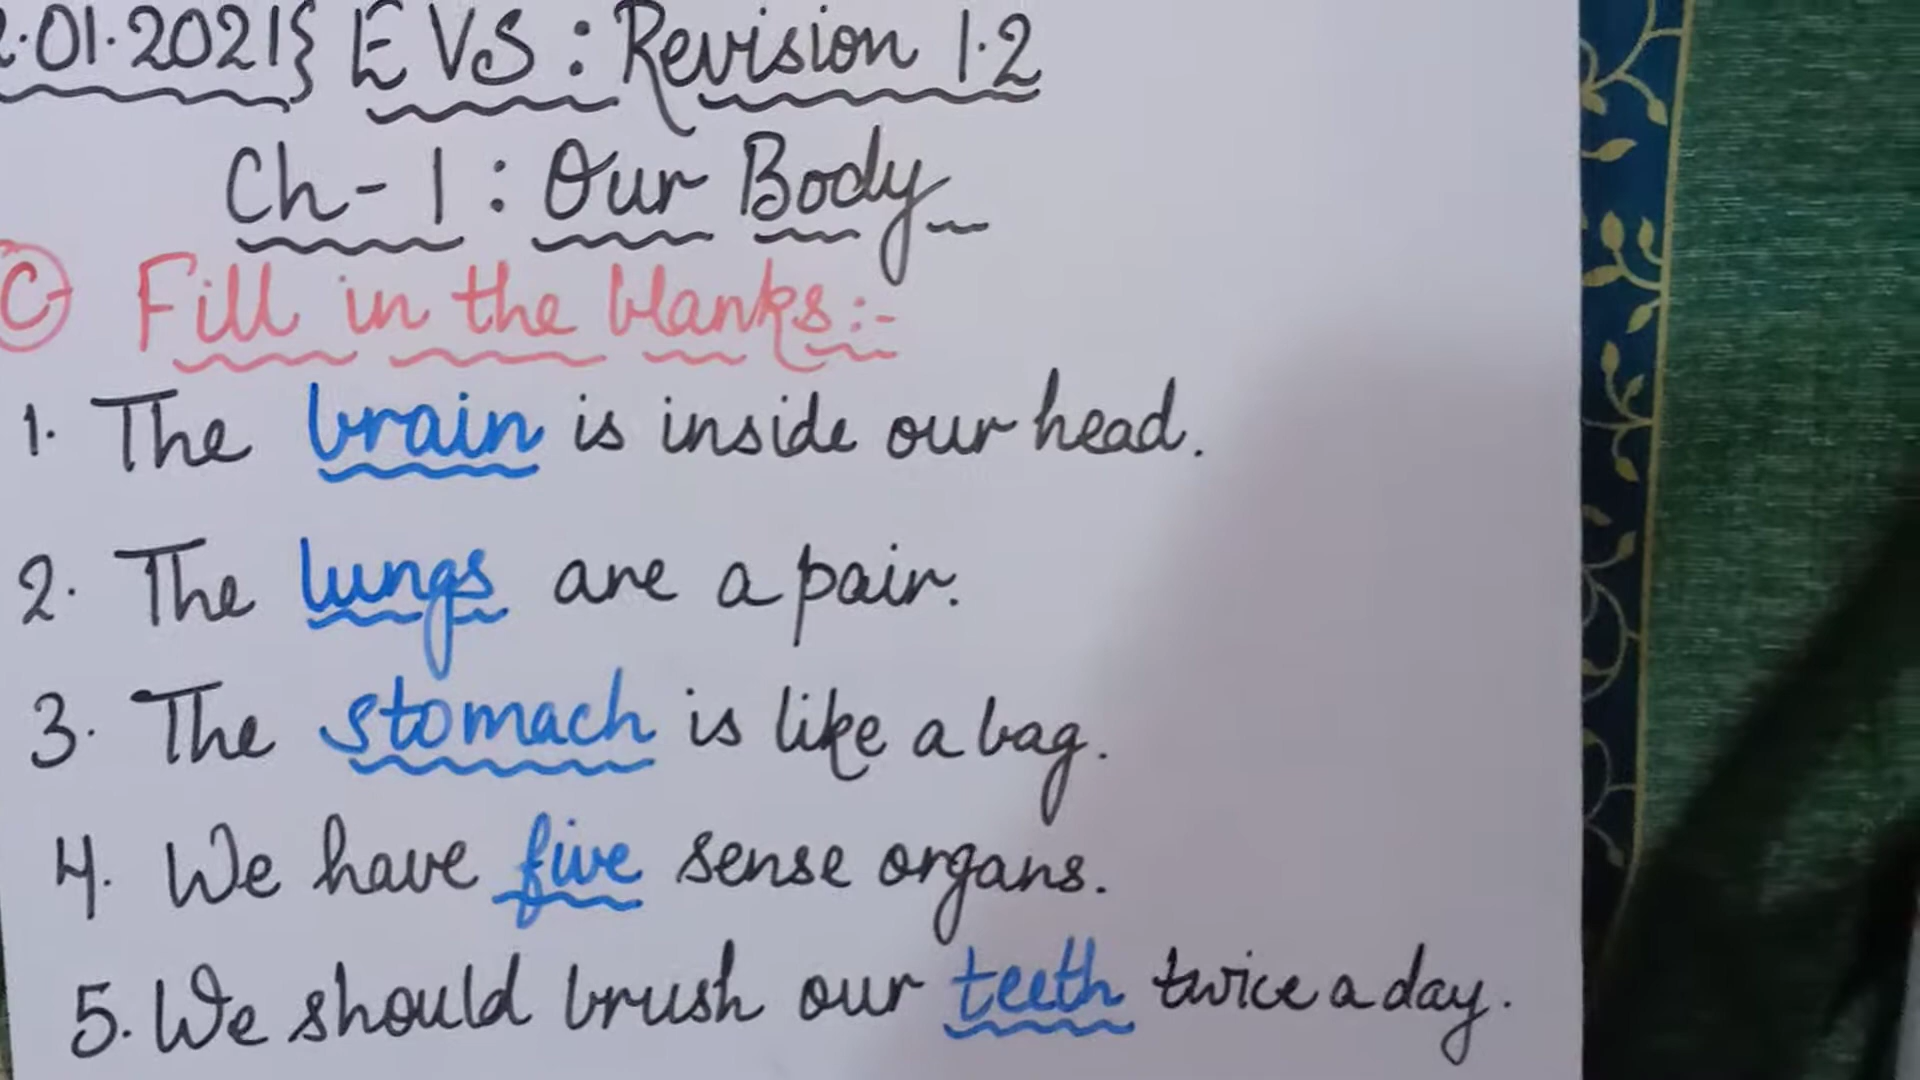 .01.2021} EVS : Revision 1.2
Ch-1 : Our Body
C Fill in the blanks:-
1. The brain is inside our head.
2. The lungs are a pair.
3. The stomach is like a bag.
4. We have five sense organs.
5. We should brush our teeth twice a day.